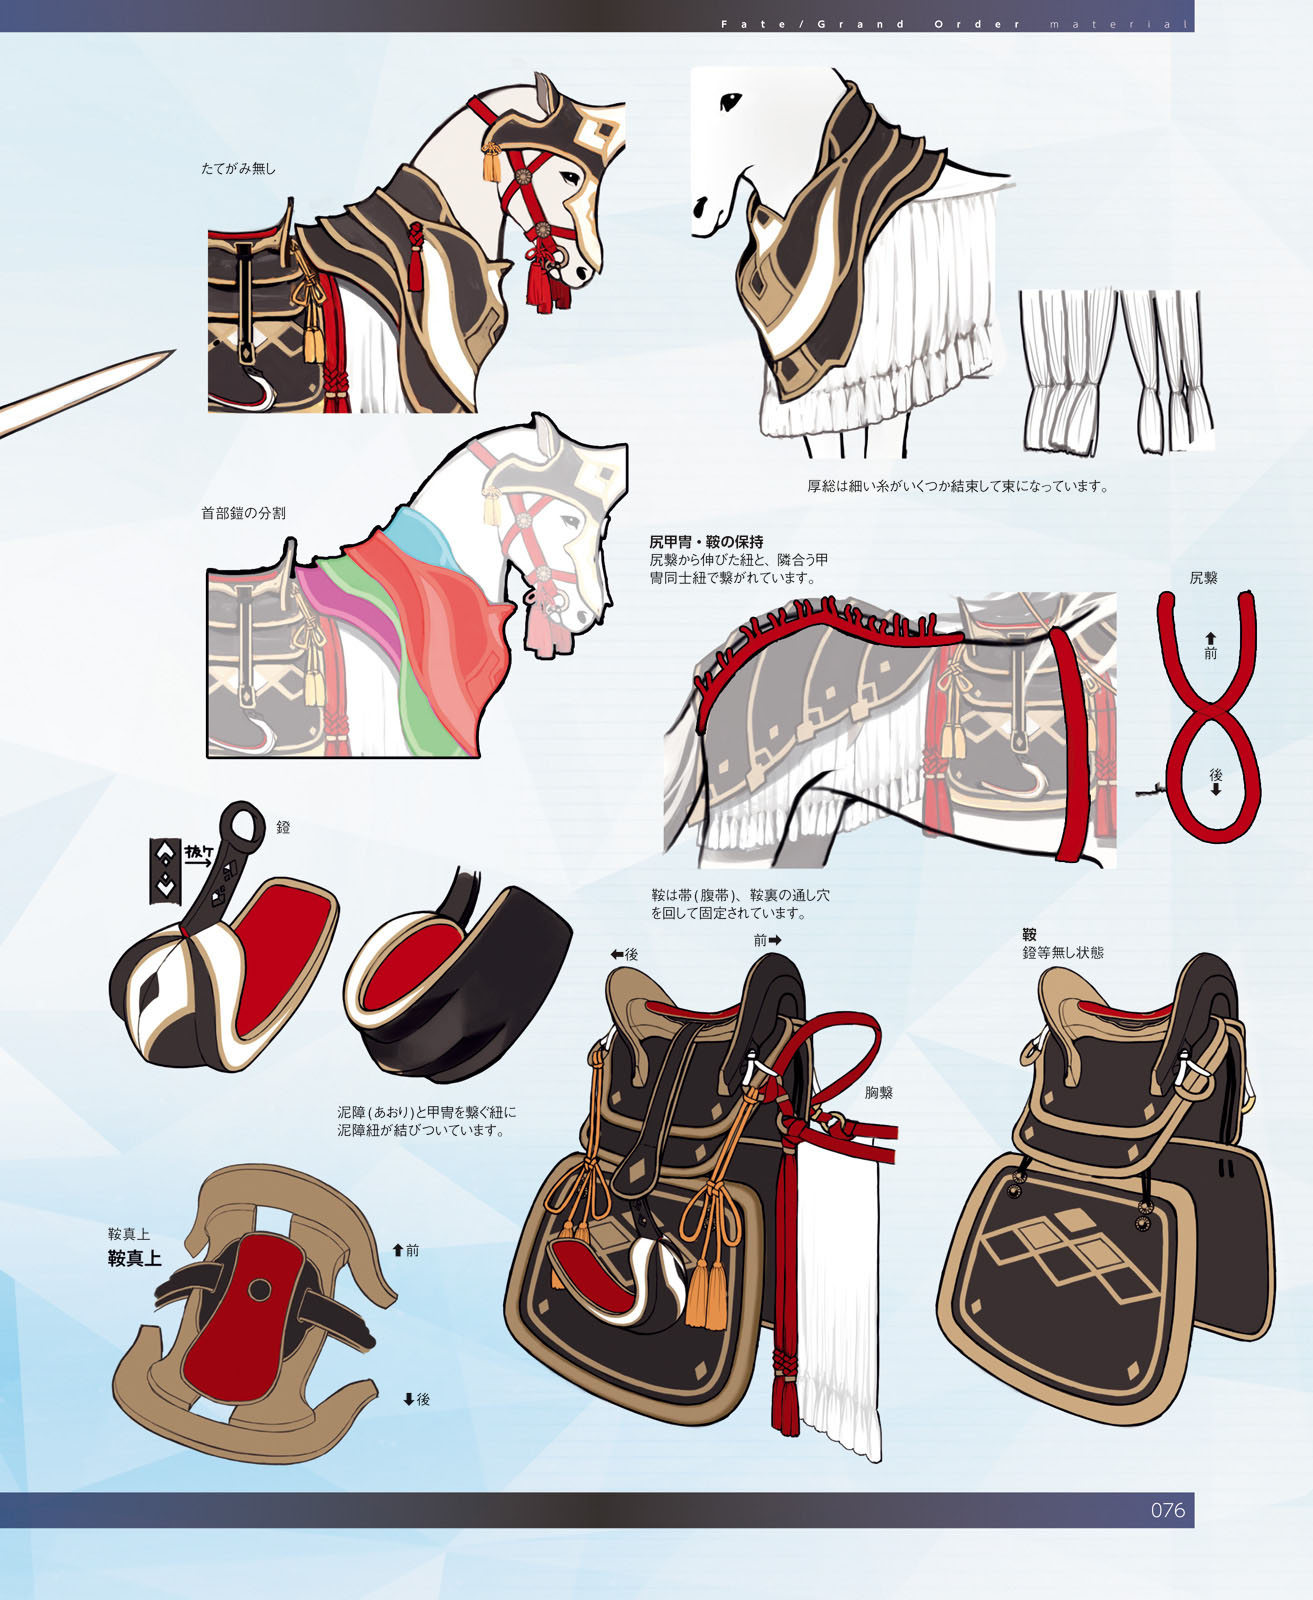 Fate/Grand Order material
たてがみ無し
厚総は細い糸がいくつか結束して束になっています。
首部鎧の分割
尻甲冑・鞍の保持
尻繋から伸びた紐と、隣合う甲
冑同士紐で繋がれています。
尻繋
前
後
鐙
抜ケ
鞍は帯(腹帯)、鞍裏の通し穴
を回して固定されています。
後
前
鞍
鐙等無し状態
胸繋
泥障(あおり)と甲冑を繋ぐ紐に
泥障紐が結びついています。
鞍真上
鞍真上
前
後
076